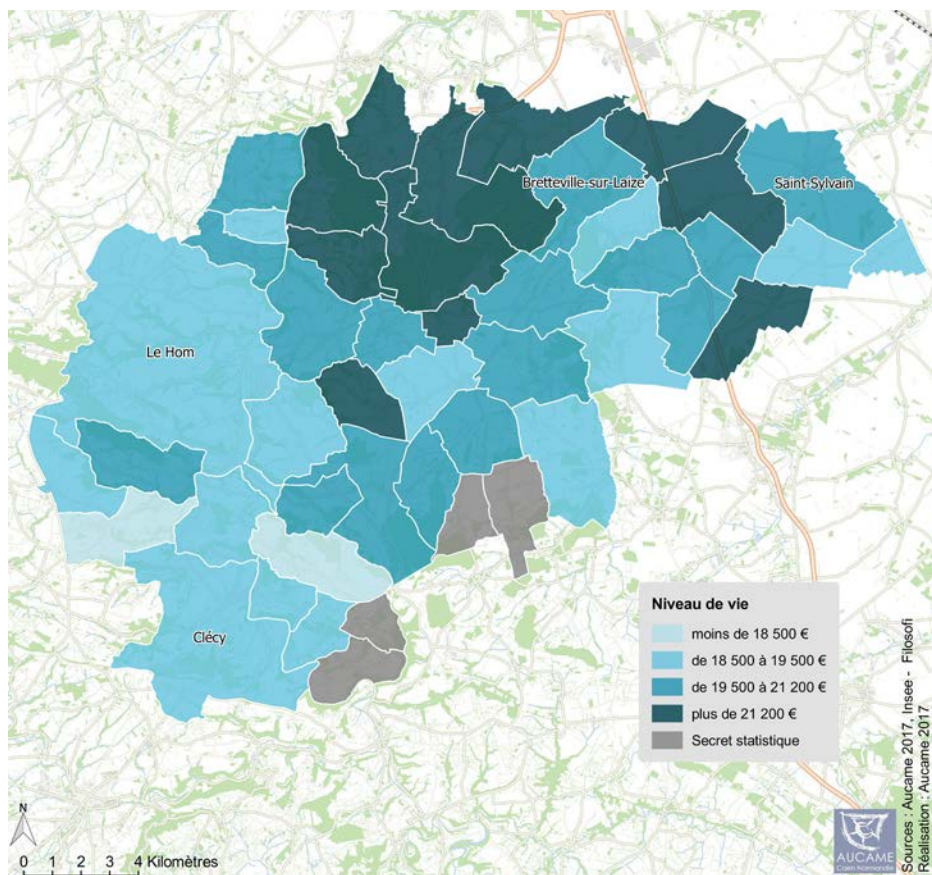 Bretteville-sur-Laize
Saint-Sylvain
Le Hom
Clécy
Niveau de vie
moins de 18 500 €
de 18 500 à 19 500 €
de 19 500 à 21 200 €
plus de 21 200 €
Secret statistique
Sources : Aucame 2017, Insee - Filosofi
Réalisation : Aucame 2017
N
0 1 2 3 4 Kilomètres
AUCAME
Caen Normandie